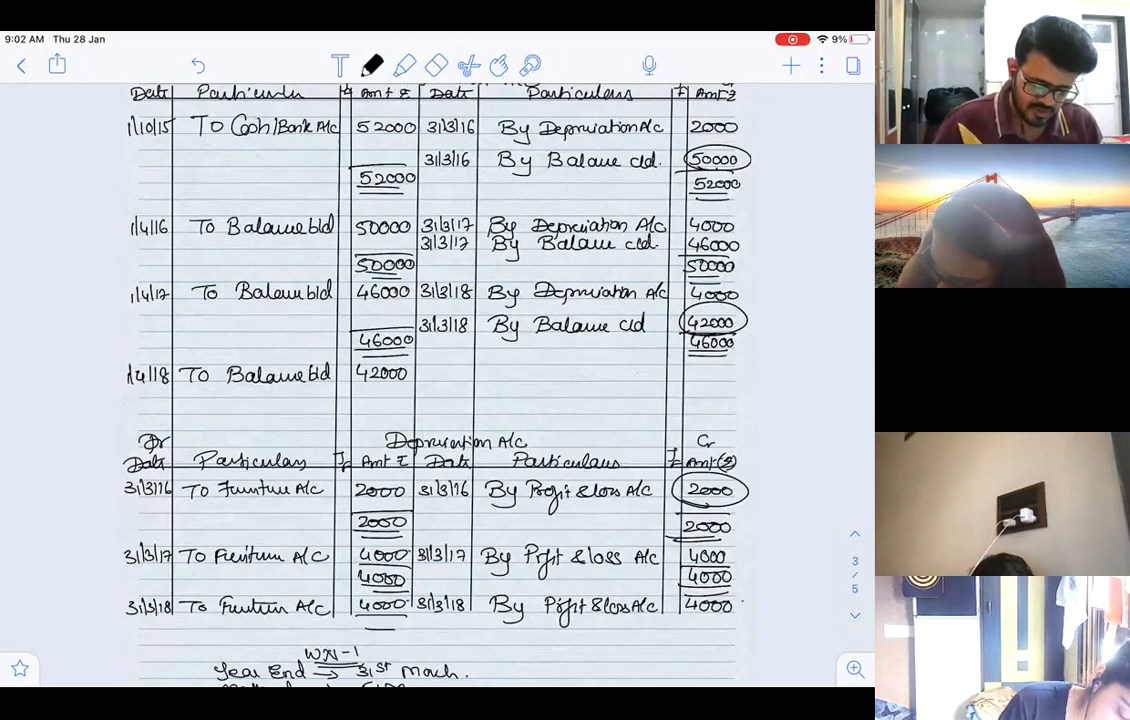 9:02 AM Thu 28 Jan 9%
T
Date Particulars Amt ₹ Date Particulars Amt ₹
1/10/15 To Cash/Bank A/c 52000 31/3/16 By Depreciation A/c 2000
31/3/16 By Balance c/d. 50000
52000 52000
1/4/16 To Balance b/d 50000 31/3/17 By Depreciation A/c 4000
31/3/17 By Balance c/d. 46000
50000 50000
1/4/17 To Balance b/d 46000 31/3/18 By Depreciation A/c 4000
31/3/18 By Balance c/d 42000
46000 46000
1/4/18 To Balance b/d 42000
Dr Depreciation A/c Cr
Date Particulars Amt ₹ Date Particulars Amt(₹)
31/3/16 To Furniture A/c 2000 31/3/16 By Profit & loss A/c 2000
2000 2000
31/3/17 To Furniture A/c 4000 31/3/17 By Profit & loss A/c 4000
4000 4000
31/3/18 To Furniture A/c 4000 31/3/18 By Profit & loss A/c 4000
WN-1
Year End → 31st March.
3
/
5